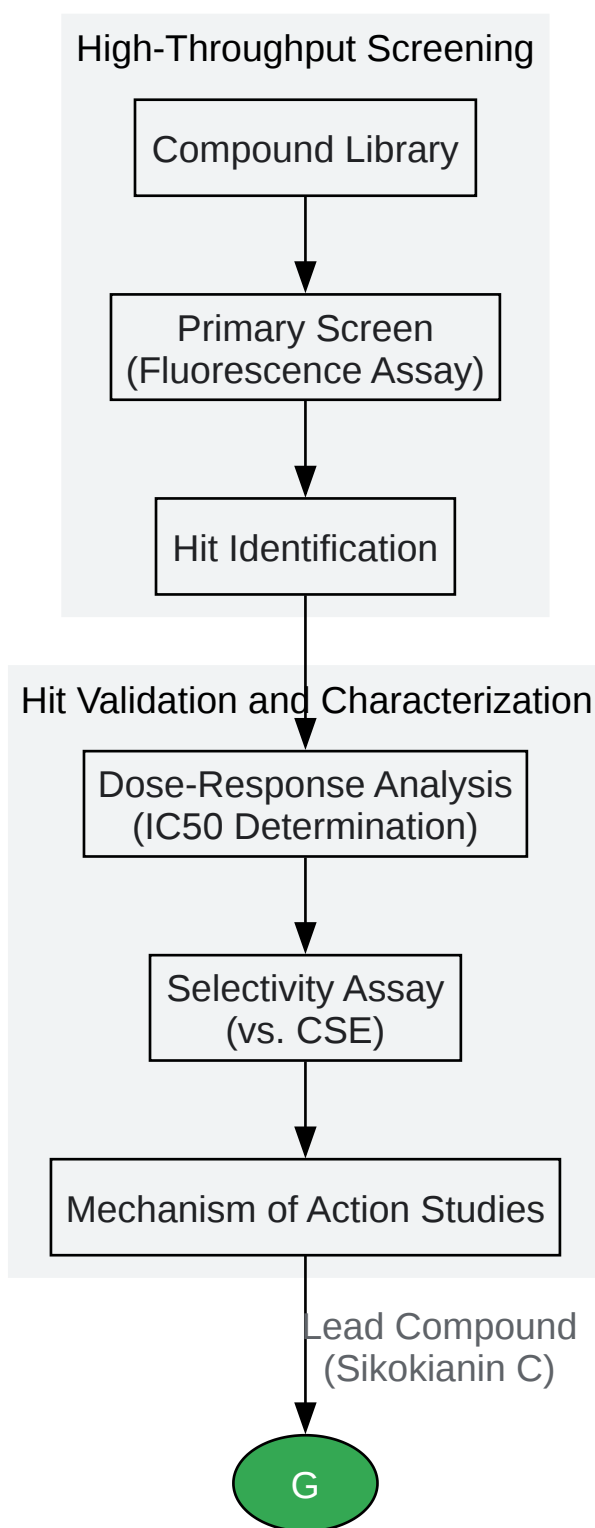 High-Throughput Screening
Compound Library
Primary Screen
(Fluorescence Assay)
Hit Identification
Hit Validation and Characterization
Dose-Response Analysis
(IC50 Determination)
Selectivity Assay
(vs. CSE)
Mechanism of Action Studies
Lead Compound
(Sikokianin C)
G